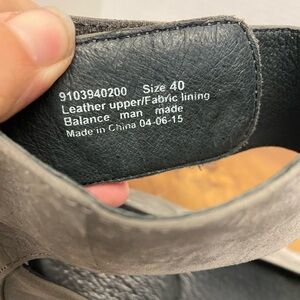 9103940200 Size 40
Leather upper/Fabric lining
Balance man made
Made in China 04-06-15